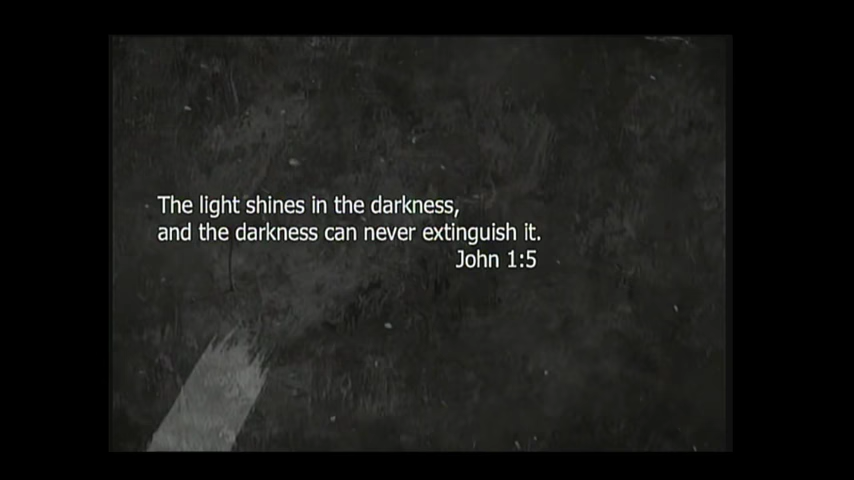 The light shines in the darkness,
and the darkness can never extinguish it.
John 1:5